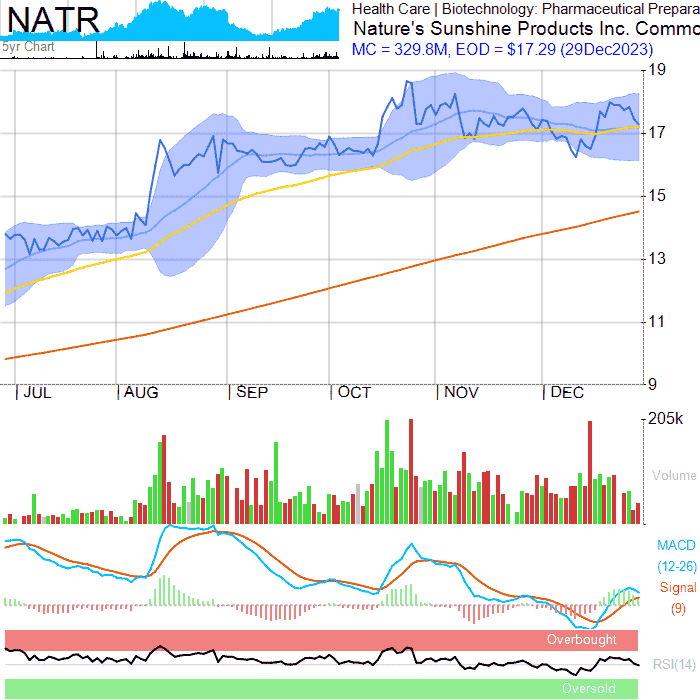 NATR
5yr Chart
Health Care | Biotechnology: Pharmaceutical Prepara
Nature's Sunshine Products Inc. Commo
MC = 329.8M, EOD = $17.29 (29Dec2023)
19
17
15
13
11
9
JUL AUG SEP OCT NOV DEC
205k
Volume
MACD
(12-26)
Signal
(9)
Overbought
RSI(14)
Oversold